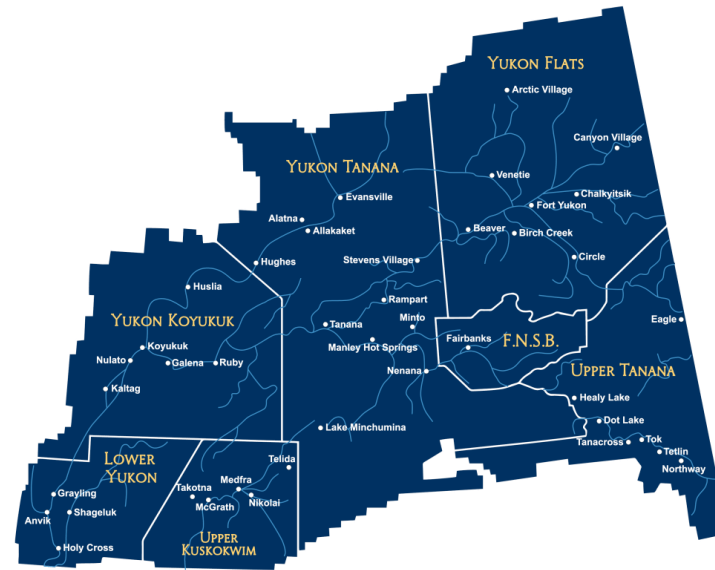 YUKON FLATS
Arctic Village
Canyon Village
YUKON TANANA
Venetie
Evansville
Chalkyitsik
Fort Yukon
Alatna
Allakaket
Beaver
Birch Creek
Hughes
Stevens Village
Circle
Huslia
Rampart
YUKON KOYUKUK
Tanana
Minto
Eagle
F.N.S.B.
Koyukuk
Manley Hot Springs
Fairbanks
Nulato
Galena
Ruby
Nenana
UPPER TANANA
Kaltag
Healy Lake
Lake Minchumina
Dot Lake
Tanacross
Tok
LOWER
YUKON
Telida
Tetlin
Northway
Medfra
Takotna
Nikolai
McGrath
Grayling
Anvik
Shageluk
UPPER
KUSKOKWIM
Holy Cross